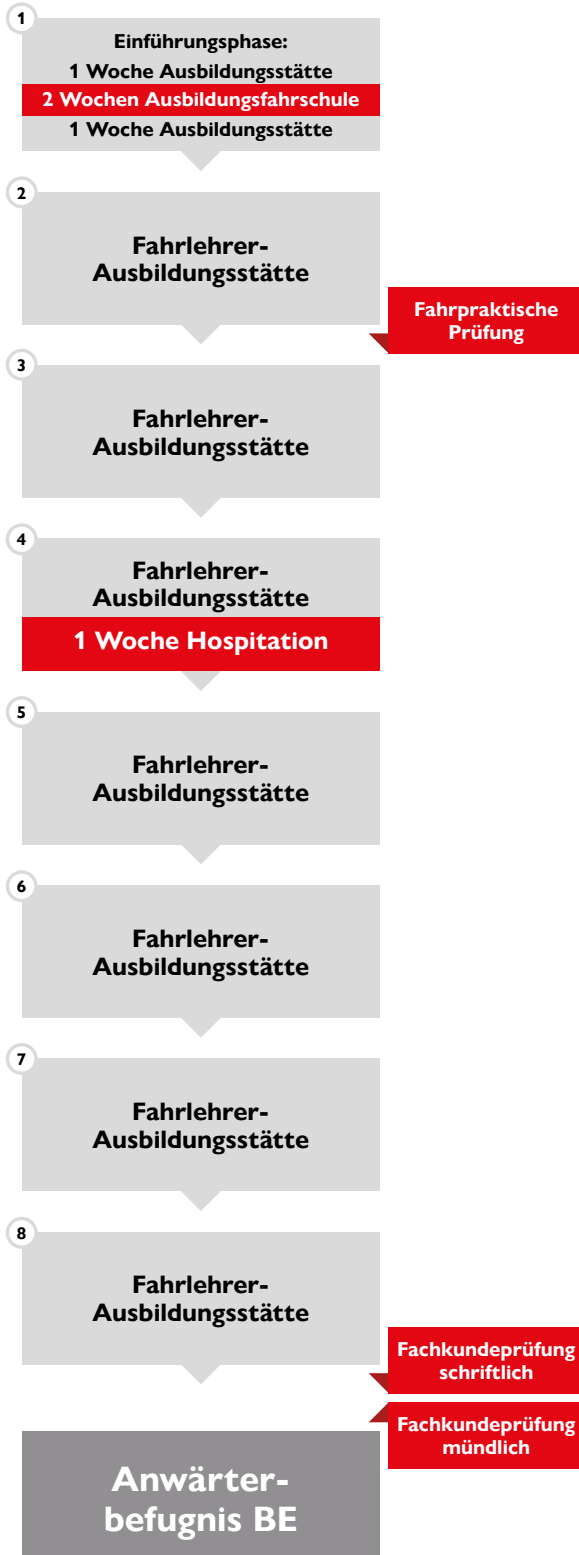 1
Einführungsphase:
1 Woche Ausbildungsstätte
2 Wochen Ausbildungsfahrschule
1 Woche Ausbildungsstätte
2
Fahrlehrer-
Ausbildungsstätte
Fahrpraktische
Prüfung
3
Fahrlehrer-
Ausbildungsstätte
4
Fahrlehrer-
Ausbildungsstätte
1 Woche Hospitation
5
Fahrlehrer-
Ausbildungsstätte
6
Fahrlehrer-
Ausbildungsstätte
7
Fahrlehrer-
Ausbildungsstätte
8
Fahrlehrer-
Ausbildungsstätte
Fachkundeprüfung
schriftlich
Fachkundeprüfung
mündlich
Anwärter-
befugnis BE